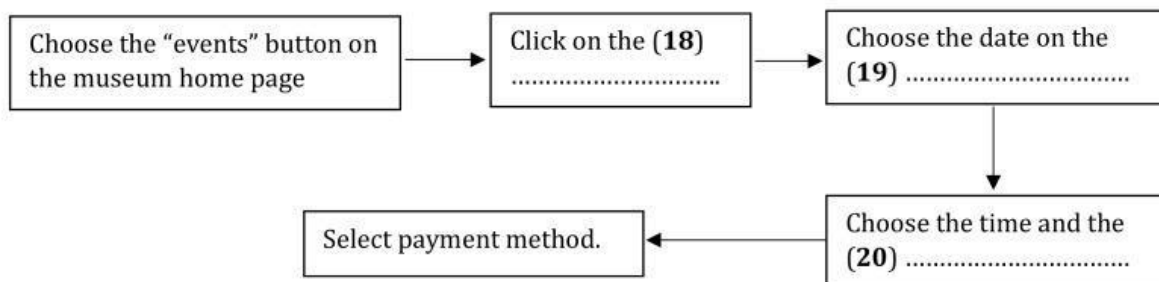 Choose the “events” button on
the museum home page
Click on the (18)
................................
Choose the date on the
(19) .................................
Choose the time and the
(20) .................................
Select payment method.